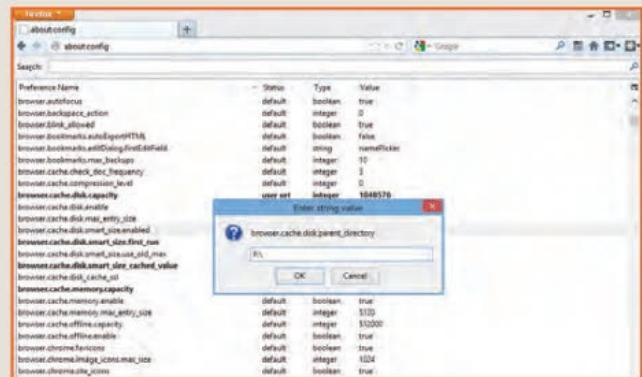 Firefox
about:config
+
about:config
Google
Search:
Preference Name Status Type Value
browser.autofocus default boolean true
browser.backspace_action default integer 0
browser.blink_allowed default boolean true
browser.bookmarks.autoExportHTML default boolean false
browser.bookmarks.editDialog.firstEditField default string namePicker
browser.bookmarks.max_backups default integer 10
browser.cache.check_doc_frequency default integer 3
browser.cache.compression_level default integer 0
browser.cache.disk.capacity user set integer 1048576
browser.cache.disk.enable
browser.cache.disk.max_entry_size
browser.cache.disk.smart_size.enabled
browser.cache.disk.smart_size.first_run
browser.cache.disk.smart_size.use_old_max
browser.cache.disk.smart_size_cached_value
browser.cache.disk_cache_ssl
browser.cache.memory.capacity
Enter string value
browser.cache.disk.parent_directory
R:\
OK Cancel
browser.cache.memory.enable default boolean true
browser.cache.memory.max_entry_size default integer 5120
browser.cache.offline.capacity default integer 512000
browser.cache.offline.enable default boolean true
browser.chrome.favicons default boolean true
browser.chrome.image_icons.max_size default integer 1024
browser.chrome.site_icons default boolean true